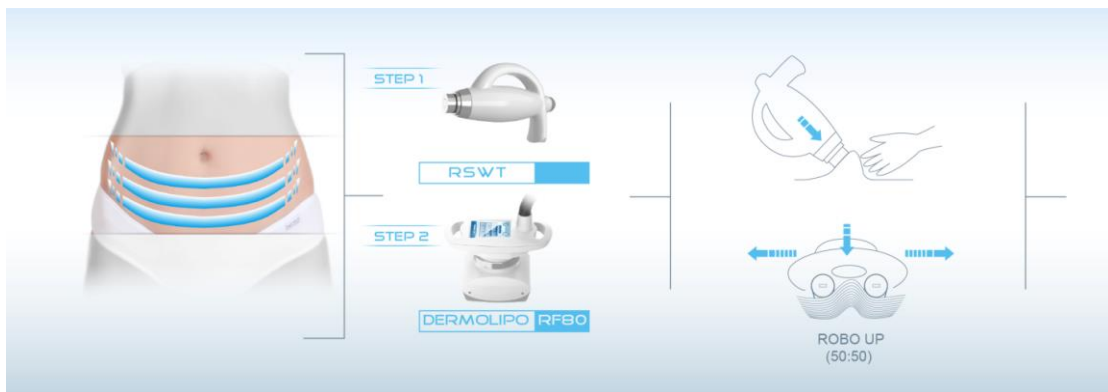 STEP 1
RSWT
STEP 2
DERMOLIPO RF80
ROBO UP
(50:50)